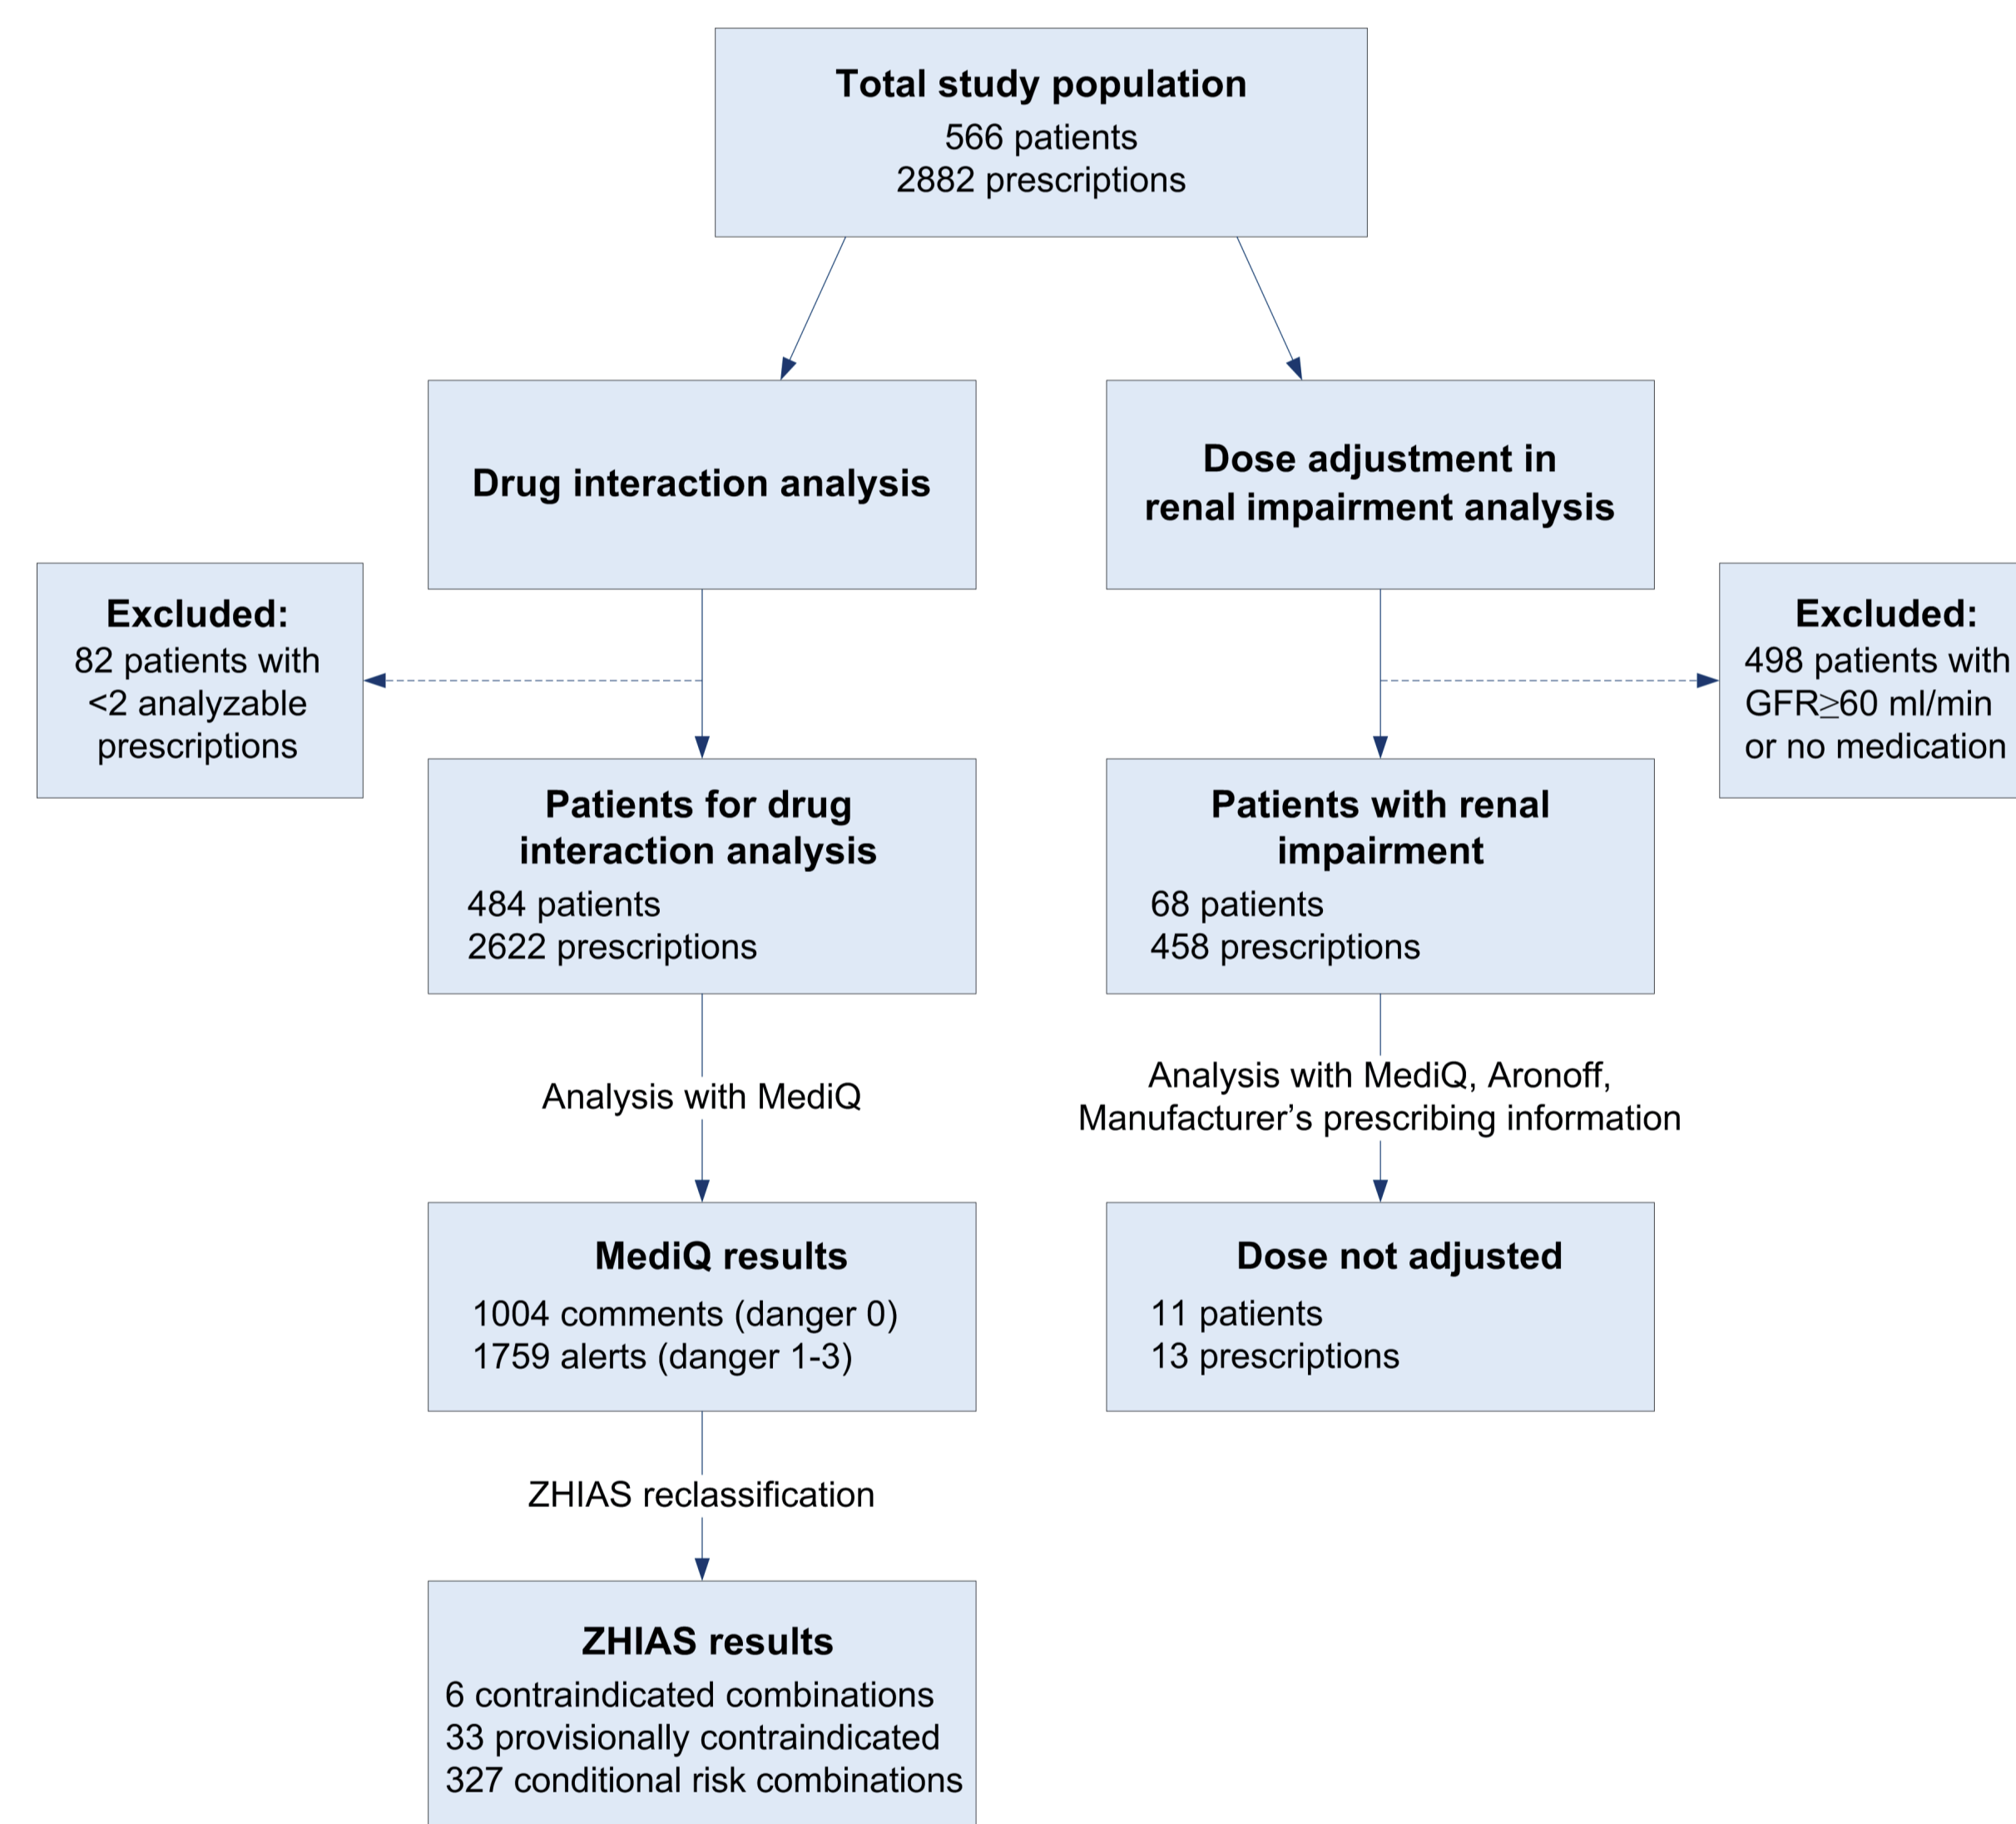 Total study population
566 patients
2882 prescriptions
Drug interaction analysis
Dose adjustment in
renal impairment analysis
Excluded:
82 patients with
<2 analyzable
prescriptions
Excluded:
498 patients with
GFR≥60 ml/min
or no medication
Patients for drug
interaction analysis
484 patients
2622 prescriptions
Patients with renal
impairment
68 patients
458 prescriptions
Analysis with MediQ
Analysis with MediQ, Aronoff,
Manufacturer’s prescribing information
MediQ results
1004 comments (danger 0)
1759 alerts (danger 1-3)
Dose not adjusted
11 patients
13 prescriptions
ZHIAS reclassification
ZHIAS results
6 contraindicated combinations
33 provisionally contraindicated
327 conditional risk combinations